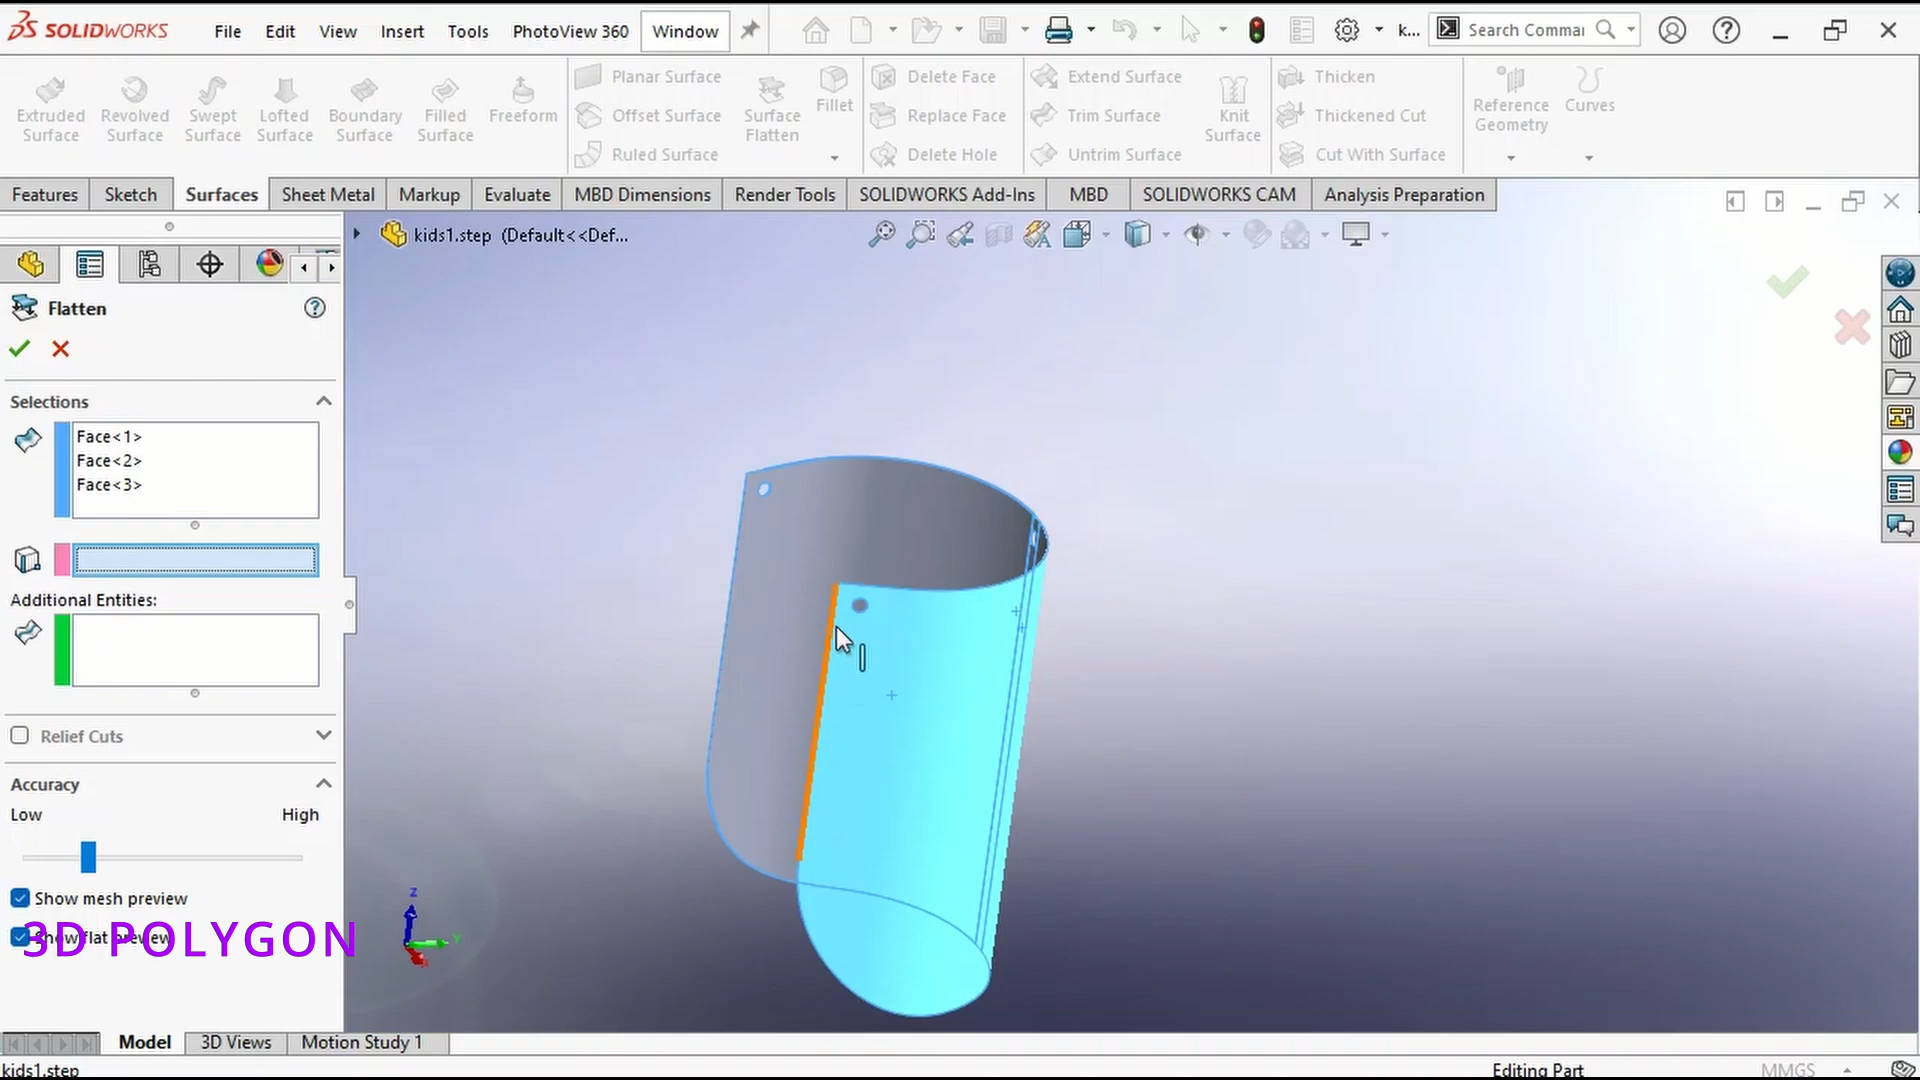 SOLIDWORKS File Edit View Insert Tools PhotoView 360 Window k... Search Commar
Extruded Surface
Revolved Surface
Swept Surface
Lofted Surface
Boundary Surface
Filled Surface
Freeform
Planar Surface
Offset Surface
Ruled Surface
Surface Flatten
Fillet
Delete Face
Replace Face
Delete Hole
Extend Surface
Trim Surface
Untrim Surface
Knit Surface
Thicken
Thickened Cut
Cut With Surface
Reference Geometry
Curves
Features Sketch Surfaces Sheet Metal Markup Evaluate MBD Dimensions Render Tools SOLIDWORKS Add-Ins MBD SOLIDWORKS CAM Analysis Preparation
kids1.step (Default<<Def...
Flatten
Selections
Face<1>
Face<2>
Face<3>
Additional Entities:
Relief Cuts
Accuracy
Low High
Show mesh preview
Show flat preview
3D POLYGON
Z
Y
X
Model 3D Views Motion Study 1
kids1.step Editing Part MMGS